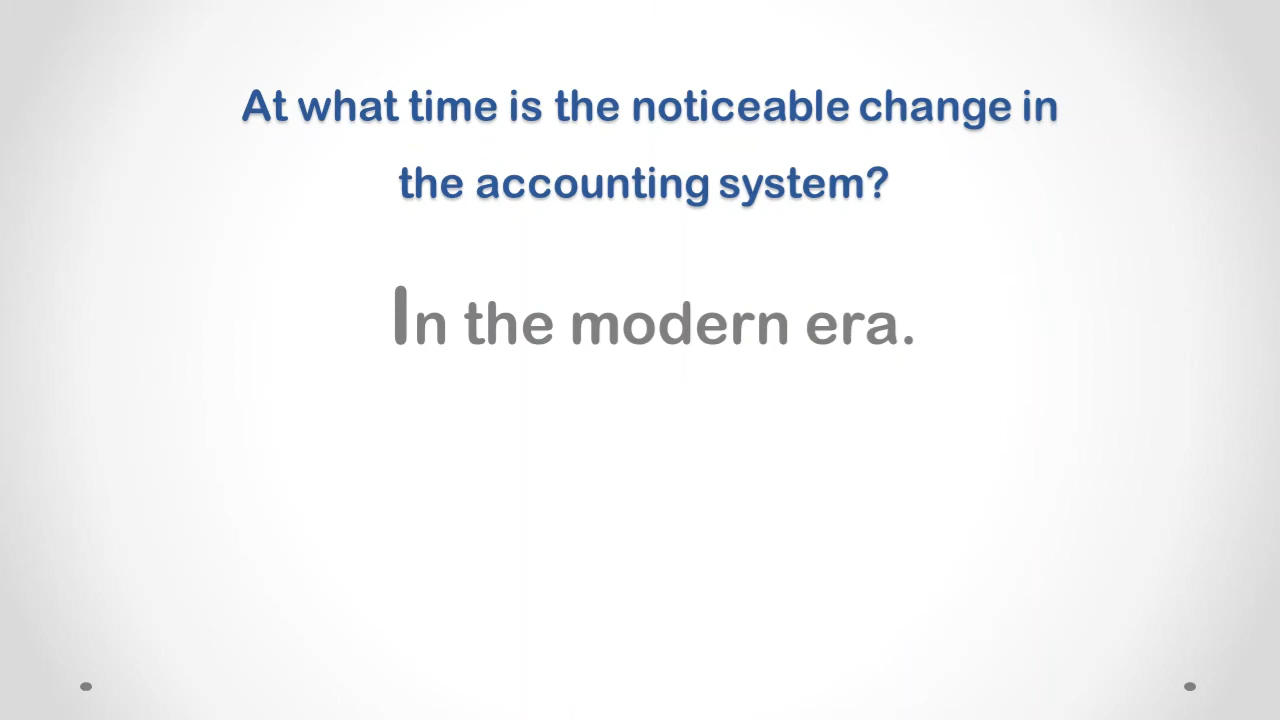 At what time is the noticeable change in
the accounting system?
In the modern era.